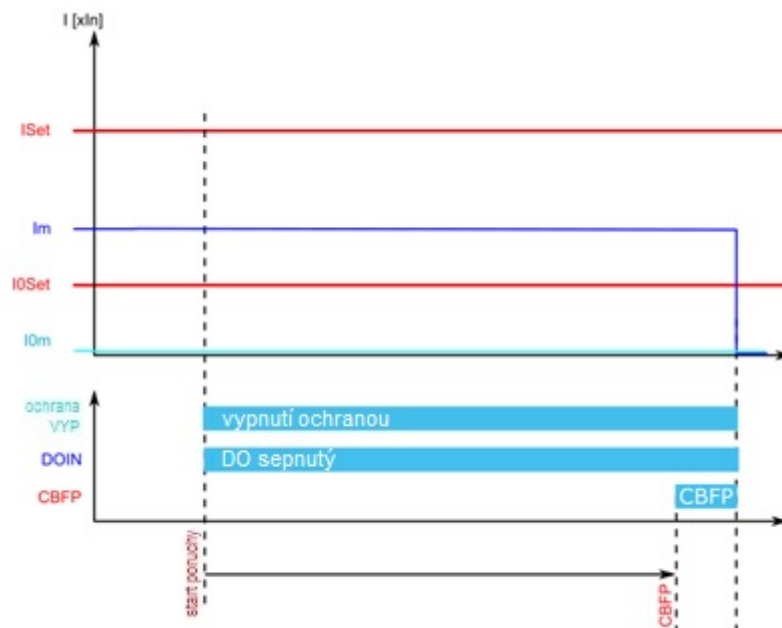 I [xIn]
ISet
Im
I0Set
I0m
ochrana
VYP
vypnutí ochranou
DOIN
DO sepnutý
CBFP
CBFP
start poruchy
CBFP